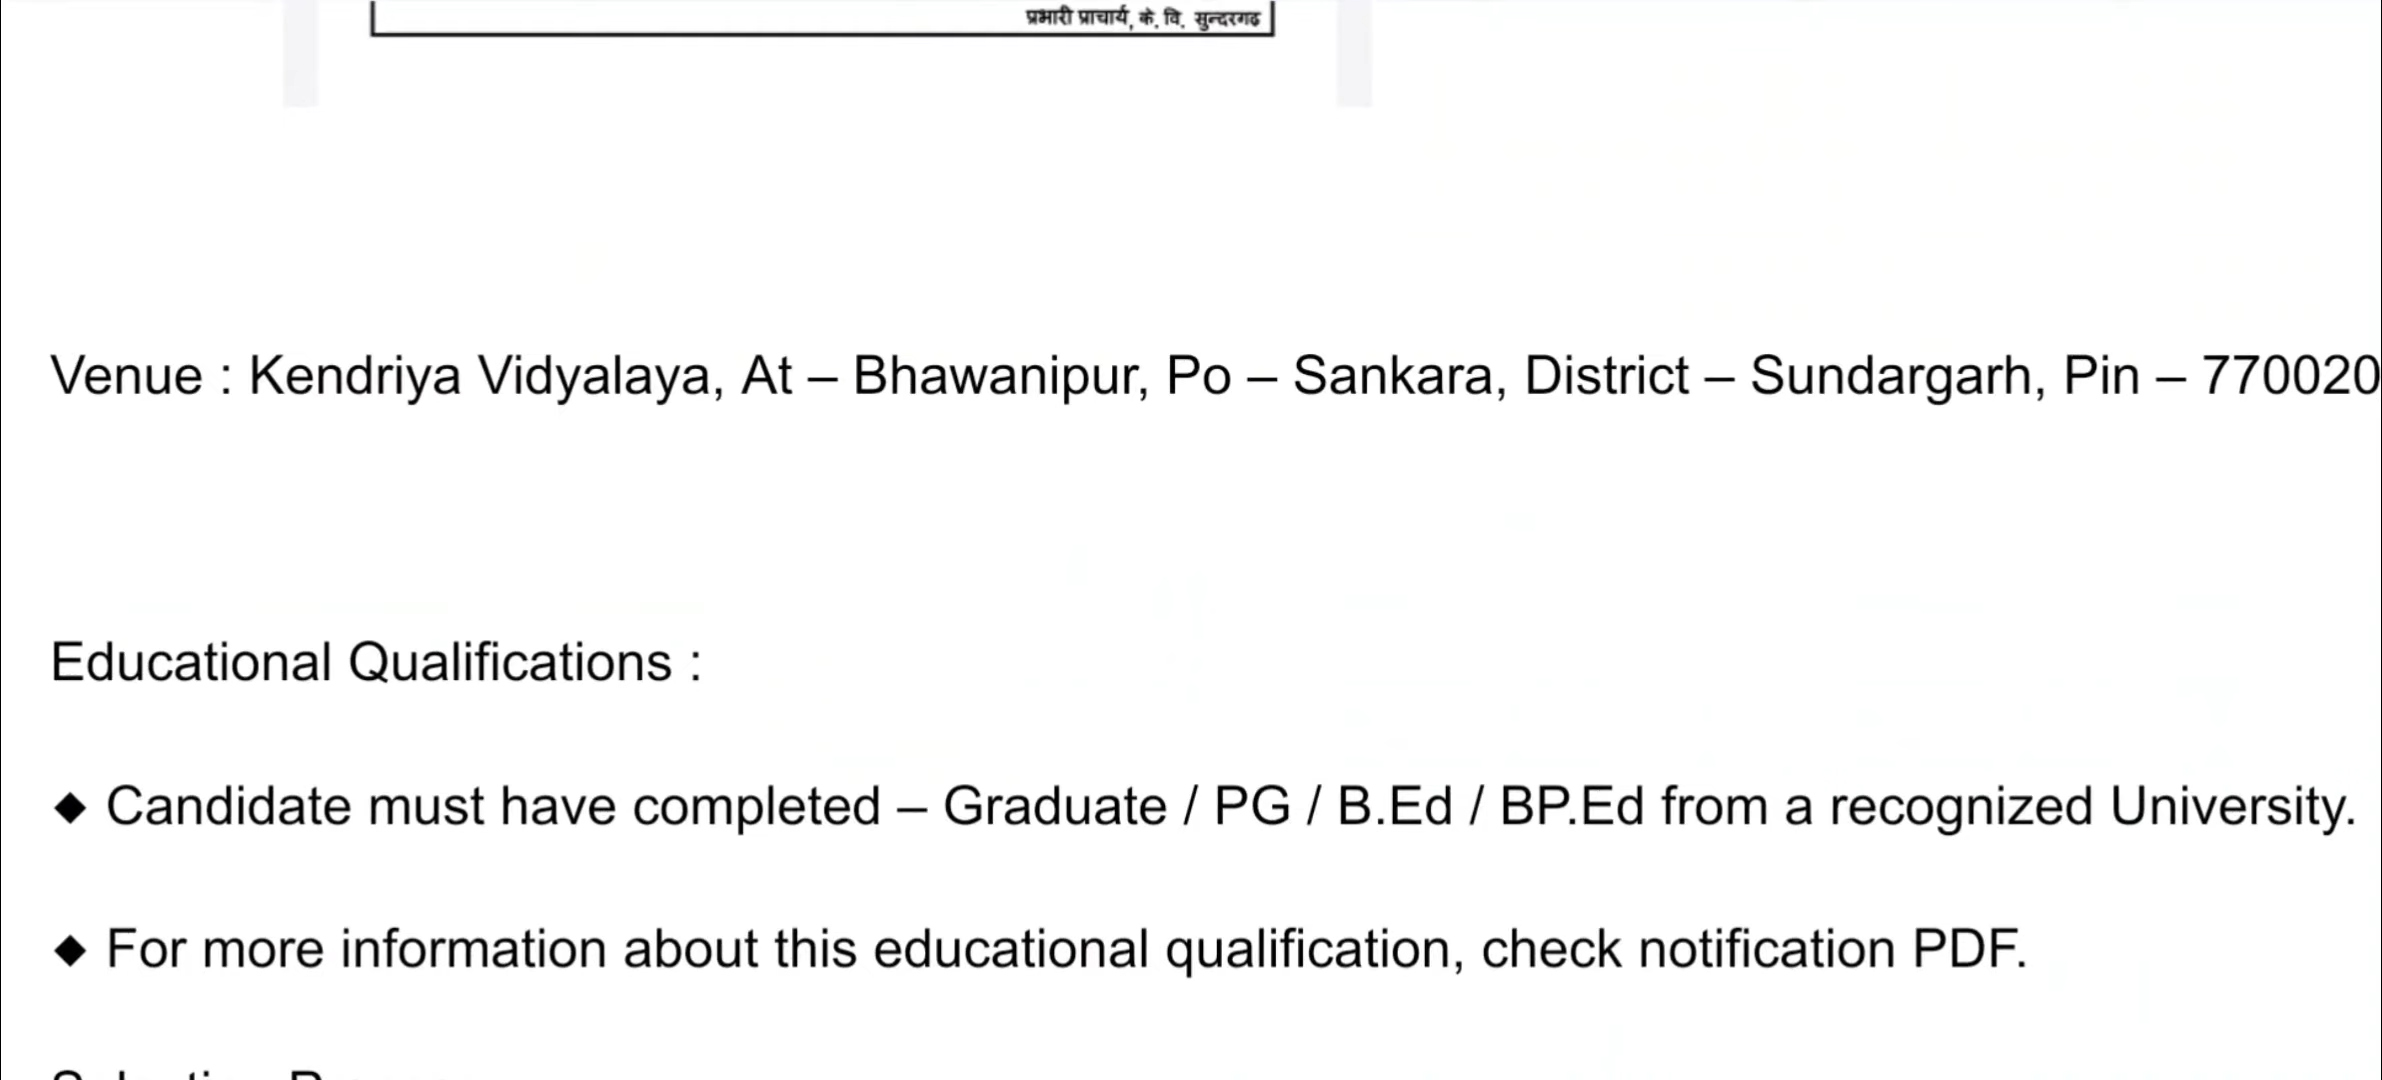 प्रभारी प्राचार्य, के. वि. सुन्दरगढ
Venue : Kendriya Vidyalaya, At – Bhawanipur, Po – Sankara, District – Sundargarh, Pin – 770020
Educational Qualifications :
◆ Candidate must have completed – Graduate / PG / B.Ed / BP.Ed from a recognized University.
◆ For more information about this educational qualification, check notification PDF.